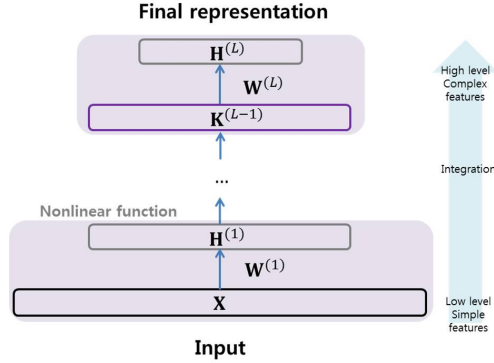 Final representation
𝐇^(L)
𝐖^(L)
𝐊^(L−1)
...
Nonlinear function
𝐇^(1)
𝐖^(1)
𝐗
Input
High level
Complex
features
Integration
Low level
Simple
features